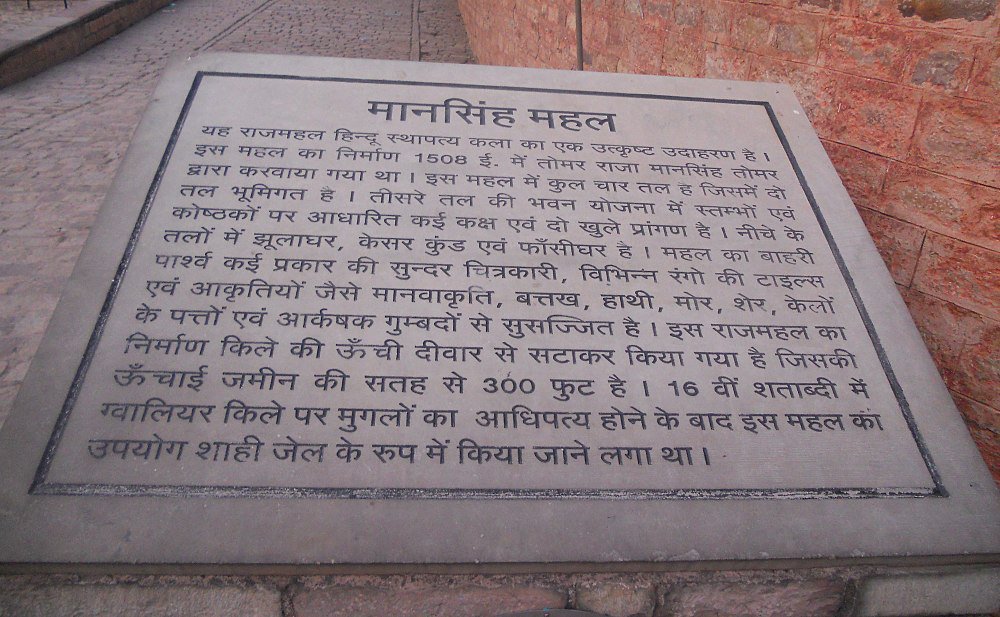 मानसिंह महल
यह राजमहल हिन्दू स्थापत्य कला का एक उत्कृष्ट उदाहरण है।
इस महल का निर्माण 1508 ई. में तोमर राजा मानसिंह तोमर
द्वारा करवाया गया था। इस महल में कुल चार तल है जिसमें दो
तल भूमिगत है। तीसरे तल की भवन योजना में स्तम्भों एवं
कोष्ठकों पर आधारित कई कक्ष एवं दो खुले प्रांगण है। नीचे के
तलों में झूलाघर, केसर कुंड एवं फाँसीघर है। महल का बाहरी
पार्श्व कई प्रकार की सुन्दर चित्रकारी, विभिन्न रंगो की टाइल्स
एवं आकृतियों जैसे मानवाकृति, बत्तख, हाथी, मोर, शेर, केलों
के पत्तों एवं आर्कषक गुम्बदों से सुसज्जित है। इस राजमहल का
निर्माण किले की ऊँची दीवार से सटाकर किया गया है जिसकी
ऊँचाई जमीन की सतह से 300 फुट है। 16 वीं शताब्दी में
ग्वालियर किले पर मुगलों का आधिपत्य होने के बाद इस महल का
उपयोग शाही जेल के रुप में किया जाने लगा था।